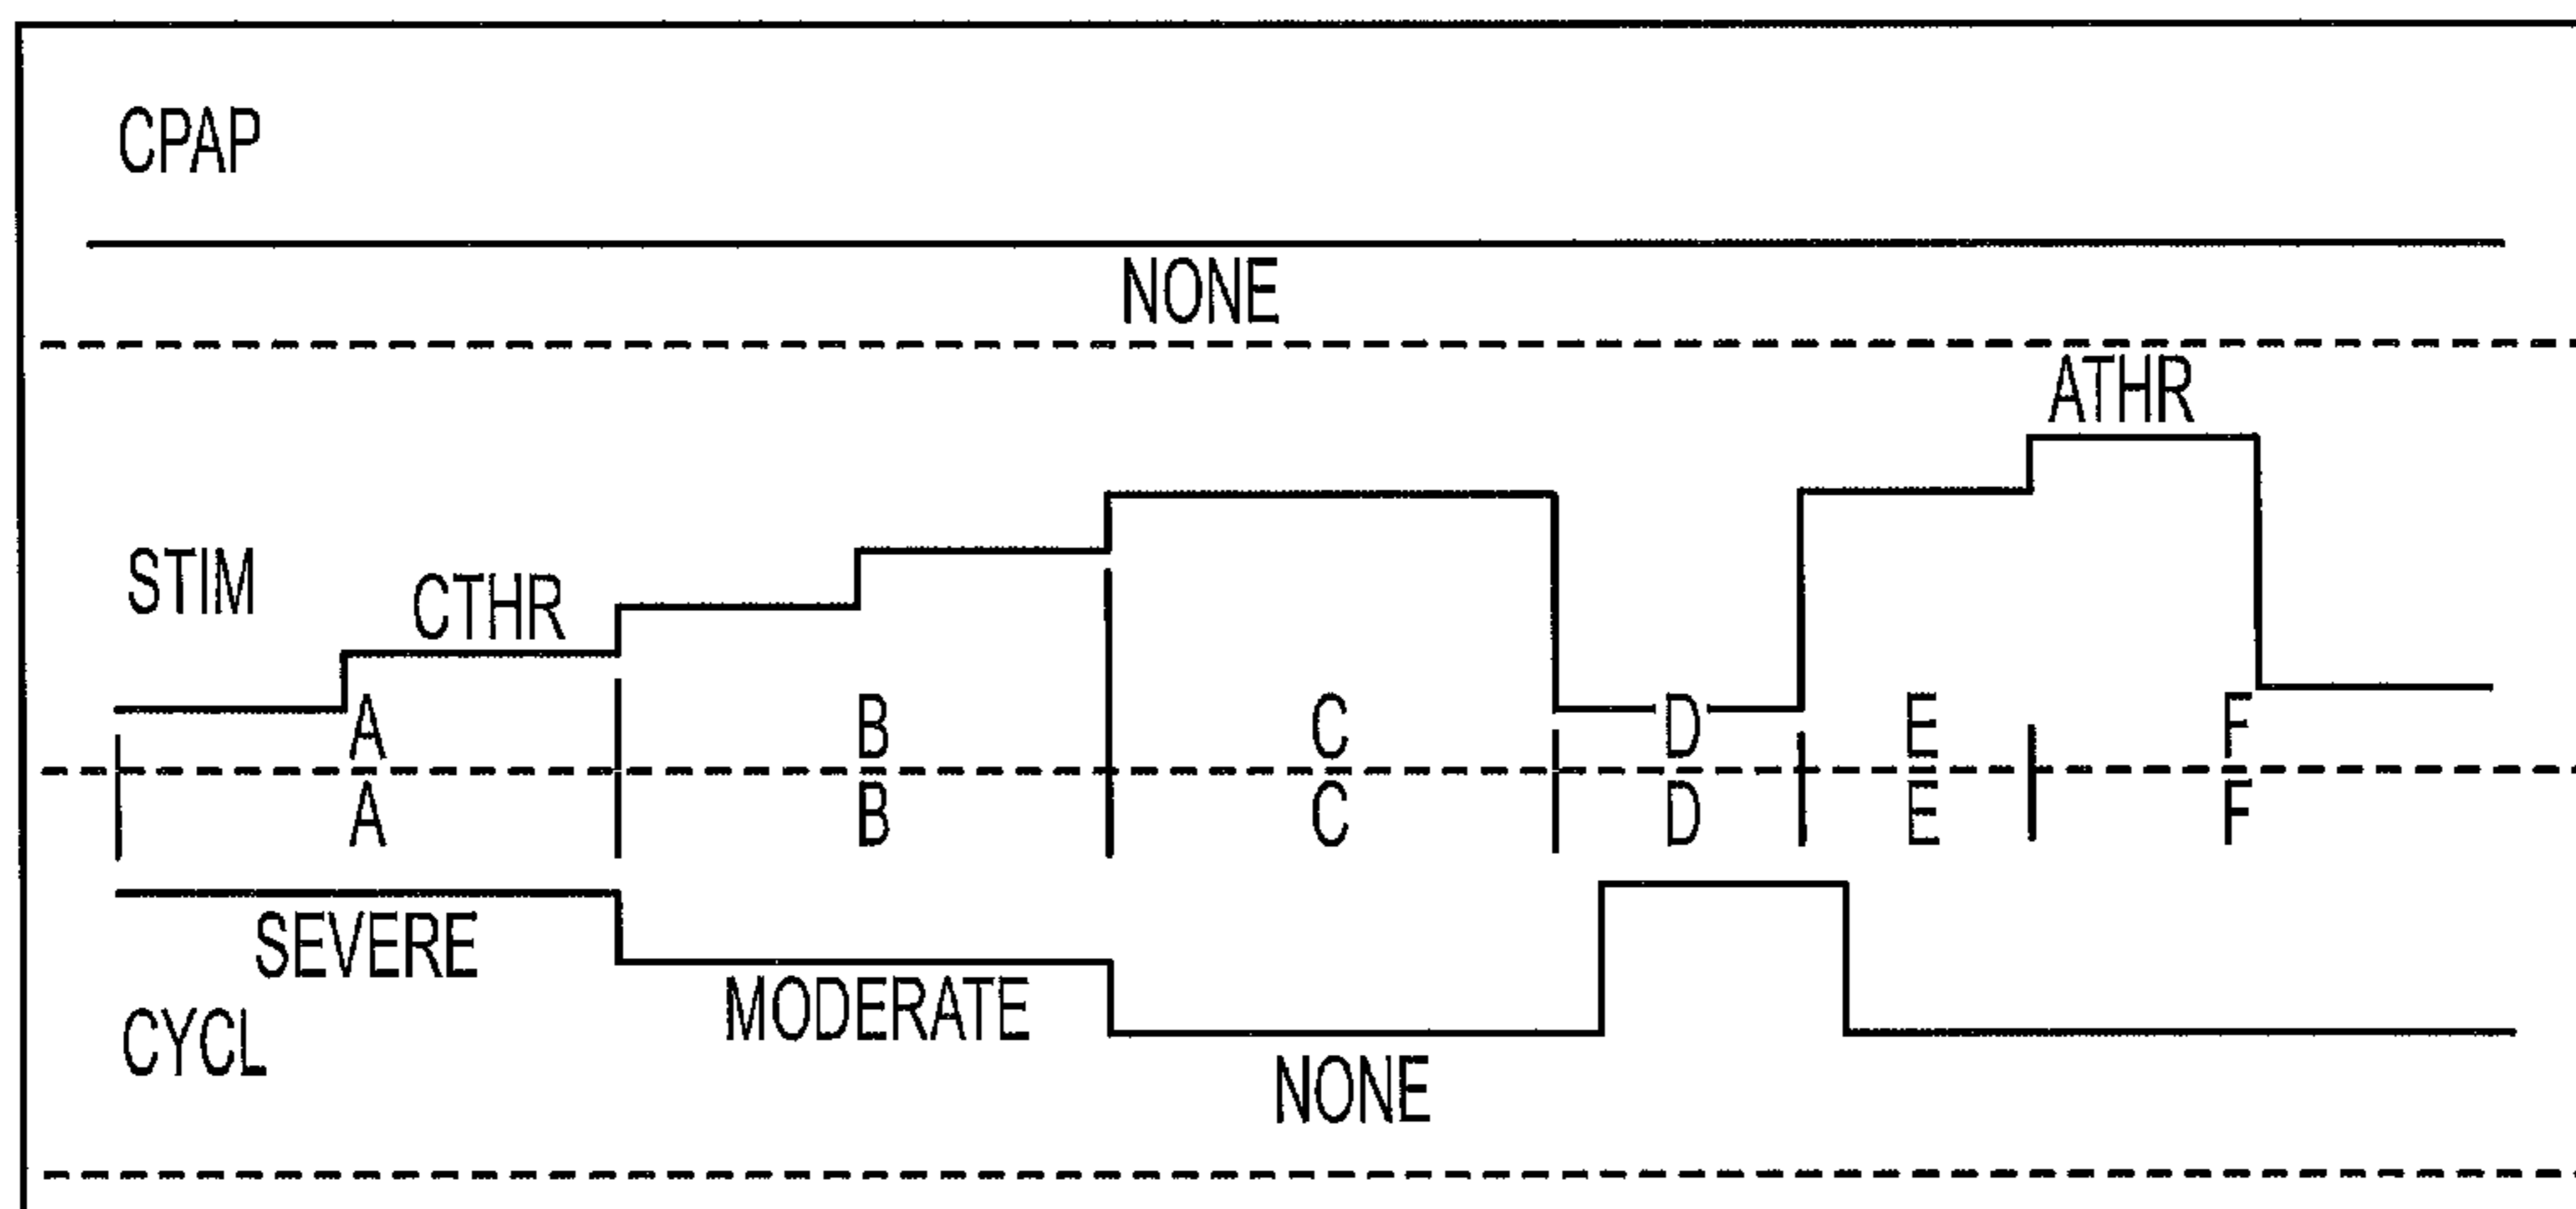 CPAP
NONE
ATHR
STIM
CTHR
A B C D E F
A B C D E F
SEVERE
MODERATE
CYCL
NONE